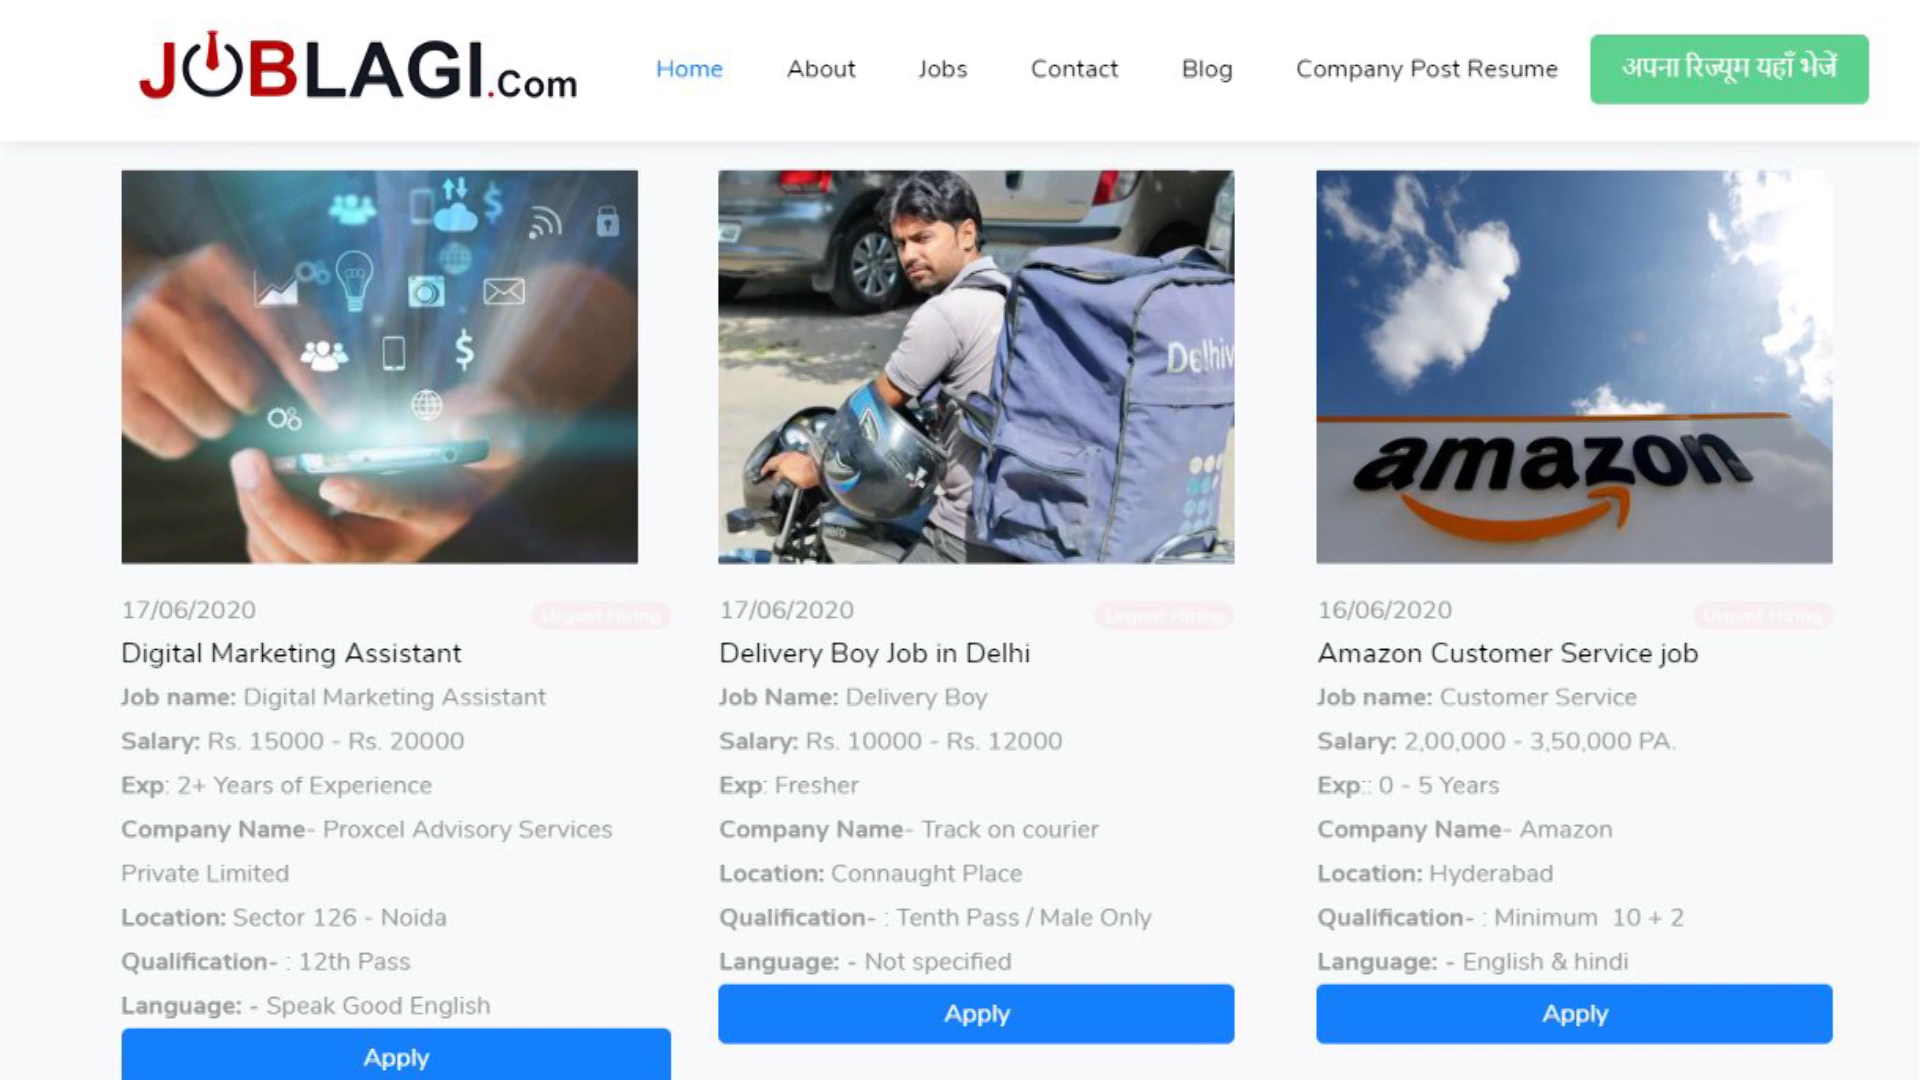 JOBLAGI.Com
Home
About
Jobs
Contact
Blog
Company Post Resume
अपना रिज्यूम यहाँ भेजें
Delhiv
amazon
17/06/2020
Urgent Hiring
Digital Marketing Assistant
Job name: Digital Marketing Assistant
Salary: Rs. 15000 - Rs. 20000
Exp: 2+ Years of Experience
Company Name- Proxcel Advisory Services
Private Limited
Location: Sector 126 - Noida
Qualification- : 12th Pass
Language: - Speak Good English
Apply
17/06/2020
Urgent Hiring
Delivery Boy Job in Delhi
Job Name: Delivery Boy
Salary: Rs. 10000 - Rs. 12000
Exp: Fresher
Company Name- Track on courier
Location: Connaught Place
Qualification- : Tenth Pass / Male Only
Language: - Not specified
Apply
16/06/2020
Urgent Hiring
Amazon Customer Service job
Job name: Customer Service
Salary: 2,00,000 - 3,50,000 PA.
Exp:: 0 - 5 Years
Company Name- Amazon
Location: Hyderabad
Qualification- : Minimum  10 + 2
Language: - English & hindi
Apply